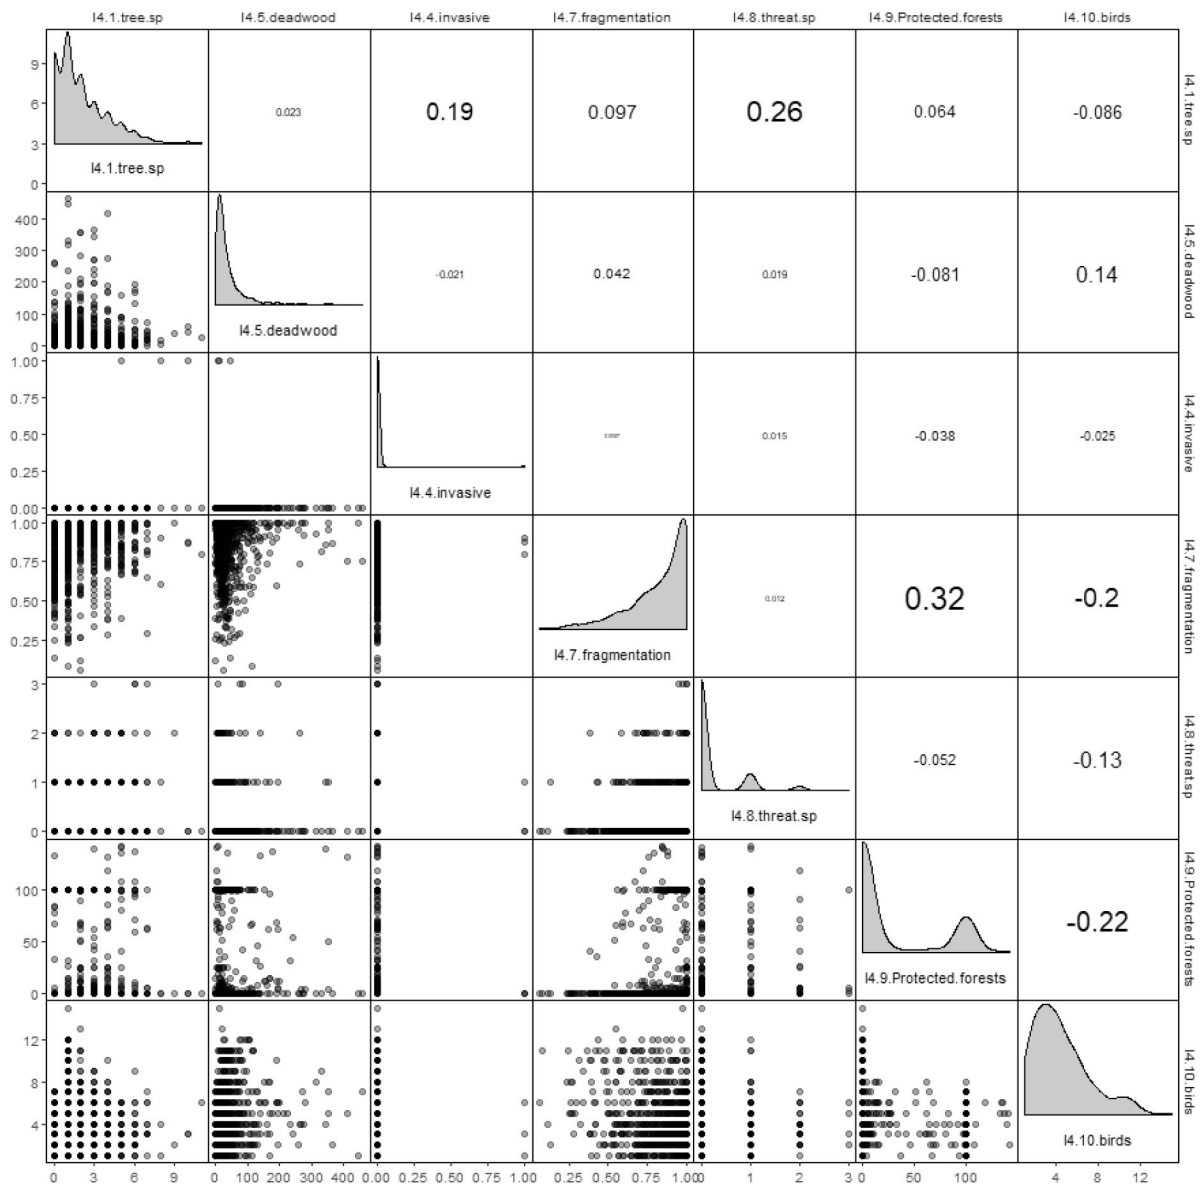 I4.1.tree.sp I4.5.deadwood I4.4.invasive I4.7.fragmentation I4.8.threat.sp I4.9.Protected.forests I4.10.birds
9
6
3
0
I4.1.tree.sp
0.023 0.19 0.097 0.26 0.064 -0.086
I4.1.tree.sp
400
300
200
100
0
I4.5.deadwood
-0.021 0.042 0.019 -0.081 0.14
I4.5.deadwood
1.00
0.75
0.50
0.25
0.00
I4.4.invasive
0.015 -0.038 -0.025
I4.4.invasive
1.00
0.75
0.50
0.25
I4.7.fragmentation
0.012 0.32 -0.2
I4.7.fragmentation
3
2
1
0
I4.8.threat.sp
-0.052 -0.13
I4.8.threat.sp
100
50
0
I4.9.Protected.forests
-0.22
I4.9.Protected.forests
12
8
4
I4.10.birds
I4.10.birds
0 3 6 9 0 100 200 300 400 0.00 0.25 0.50 0.75 1.00 0.25 0.50 0.75 1.00 0 1 2 3 0 50 100 4 8 12